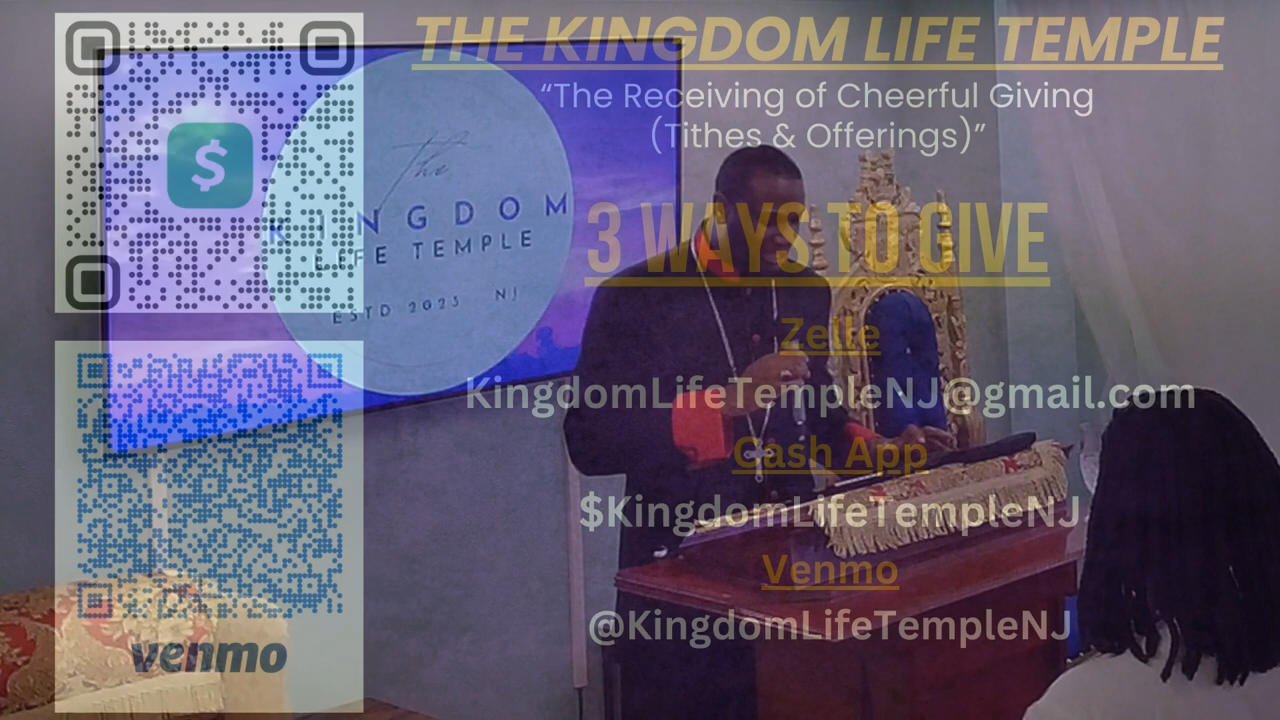 THE KINGDOM LIFE TEMPLE
“The Receiving of Cheerful Giving
(Tithes & Offerings)”
3 WAYS TO GIVE
Zelle
KingdomLifeTempleNJ@gmail.com
Cash App
$KingdomLifeTempleNJ
Venmo
@KingdomLifeTempleNJ
$
the
KINGDOM
LIFE TEMPLE
ESTD 2023 NJ
venmo